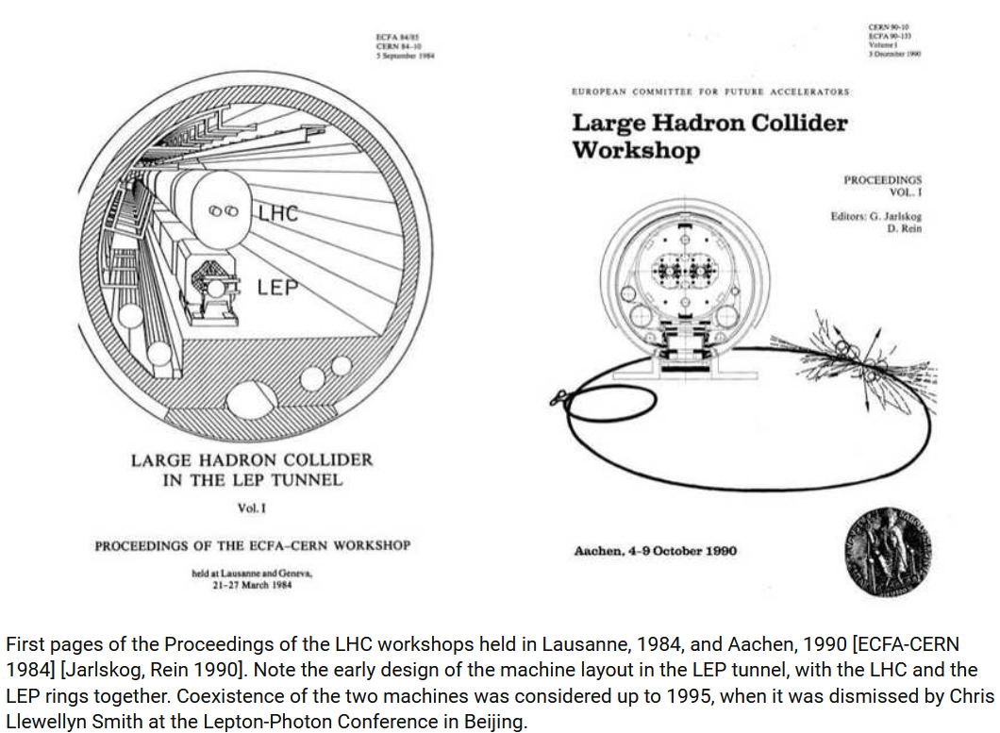 ECFA 84/85
CERN 84-10
5 September 1984
LHC
LEP
LARGE HADRON COLLIDER
IN THE LEP TUNNEL
Vol. I
PROCEEDINGS OF THE ECFA-CERN WORKSHOP
held at Lausanne and Geneva,
21-27 March 1984
CERN 90-10
ECFA 90-133
Volume I
3 December 1990
EUROPEAN COMMITTEE FOR FUTURE ACCELERATORS
Large Hadron Collider
Workshop
PROCEEDINGS
VOL. I
Editors: G. Jarlskog
D. Rein
Aachen, 4-9 October 1990
First pages of the Proceedings of the LHC workshops held in Lausanne, 1984, and Aachen, 1990 [ECFA-CERN
1984] [Jarlskog, Rein 1990]. Note the early design of the machine layout in the LEP tunnel, with the LHC and the
LEP rings together. Coexistence of the two machines was considered up to 1995, when it was dismissed by Chris
Llewellyn Smith at the Lepton-Photon Conference in Beijing.